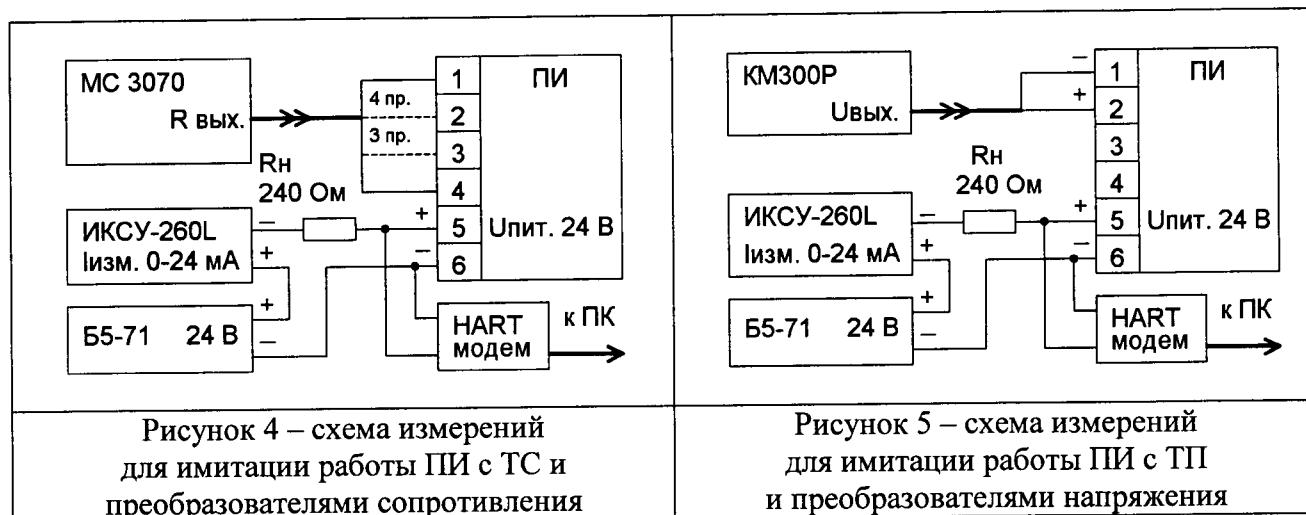 МС 3070
R вых.
4 пр.
3 пр.
1
2
3
4
5
6
ПИ
Uпит. 24 В
Rн
240 Ом
+
–
ИКСУ-260L
Iизм. 0-24 мА
–
+
Б5-71 24 В
+
–
HART
модем
к ПК
Рисунок 4 – схема измерений
для имитации работы ПИ с ТС и
преобразователями сопротивления
КМ300Р
Uвых.
–
+
1
2
3
4
5
6
ПИ
Uпит. 24 В
Rн
240 Ом
+
–
ИКСУ-260L
Iизм. 0-24 мА
–
+
Б5-71 24 В
+
–
HART
модем
к ПК
Рисунок 5 – схема измерений
для имитации работы ПИ с ТП
и преобразователями напряжения